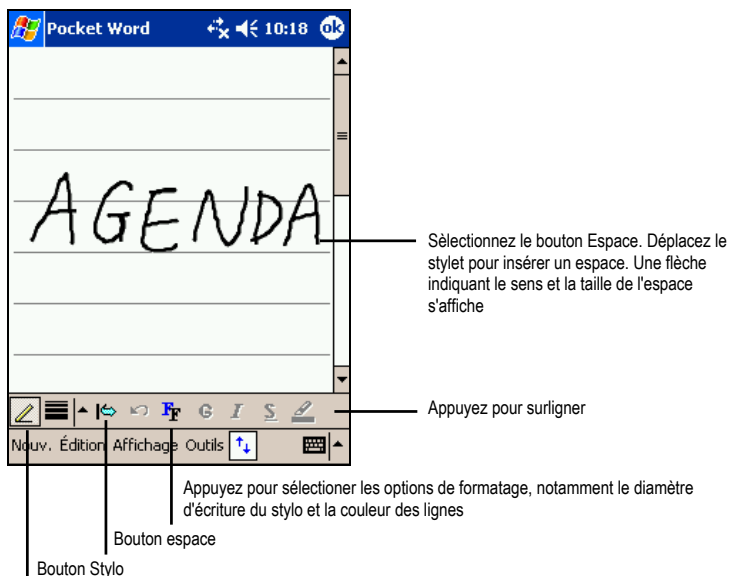 Pocket Word 10:18 ok
AGENDA
Sèlectionnez le bouton Espace. Déplacez le
stylet pour insérer un espace. Une flèche
indiquant le sens et la taille de l'espace
s'affiche
FF G I S
Appuyez pour surligner
Nouv. Édition Affichage Outils
Appuyez pour sélectioner les options de formatage, notamment le diamètre
d'écriture du stylo et la couleur des lignes
Bouton espace
Bouton Stylo